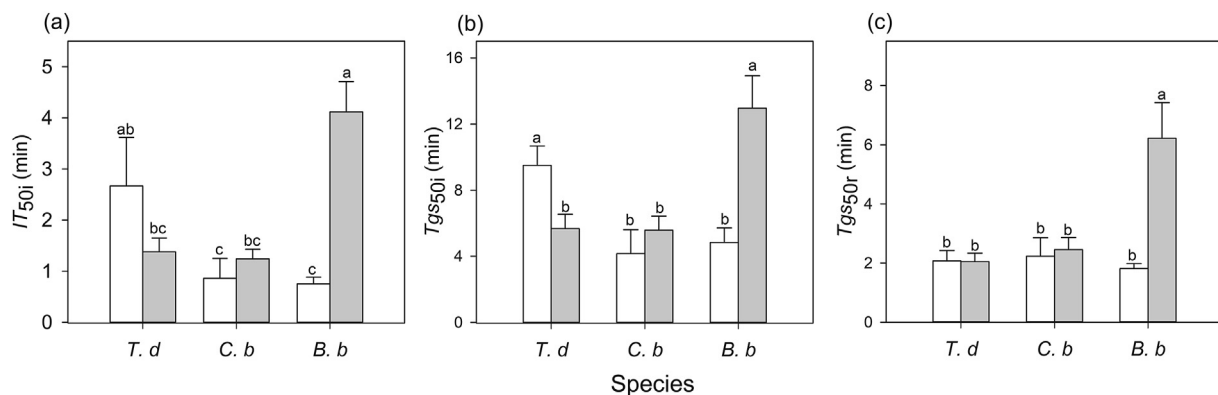 (a)
5
4
3
2
1
0
IT50i (min)
ab
bc
c
bc
c
a
T. d
C. b
B. b
(b)
16
12
8
4
0
Tgs50i (min)
a
b
b
b
b
a
T. d
C. b
B. b
Species
(c)
8
6
4
2
0
Tgs50r (min)
b
b
b
b
b
a
T. d
C. b
B. b